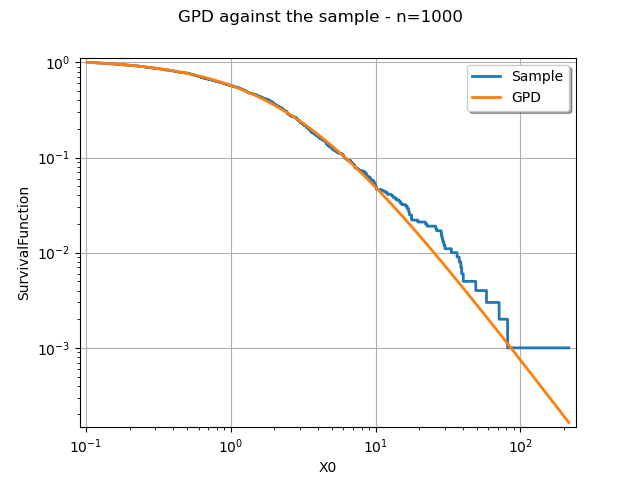 GPD against the sample - n=1000
10^0
10^-1
10^-2
10^-3
SurvivalFunction
Sample
GPD
10^-1
10^0
10^1
10^2
X0